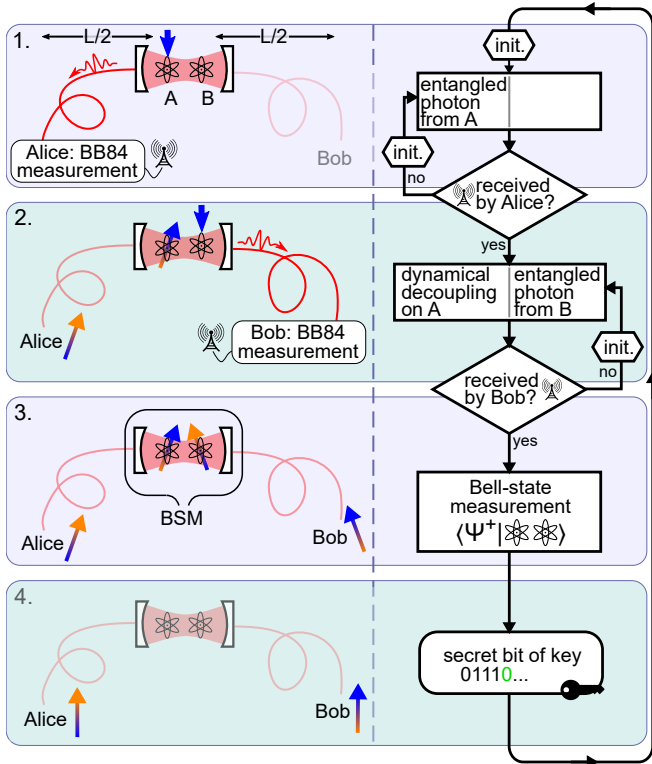 1.
L/2
L/2
A
B
Alice: BB84
measurement
Bob
init.
entangled
photon
from A
init.
no
received
by Alice?
yes
2.
Alice
Bob: BB84
measurement
dynamical
decoupling
on A
entangled
photon
from B
init.
no
received
by Bob?
yes
3.
BSM
Alice
Bob
Bell-state
measurement
⟨Ψ⁺| ⟩
4.
Alice
Bob
secret bit of key
01110...